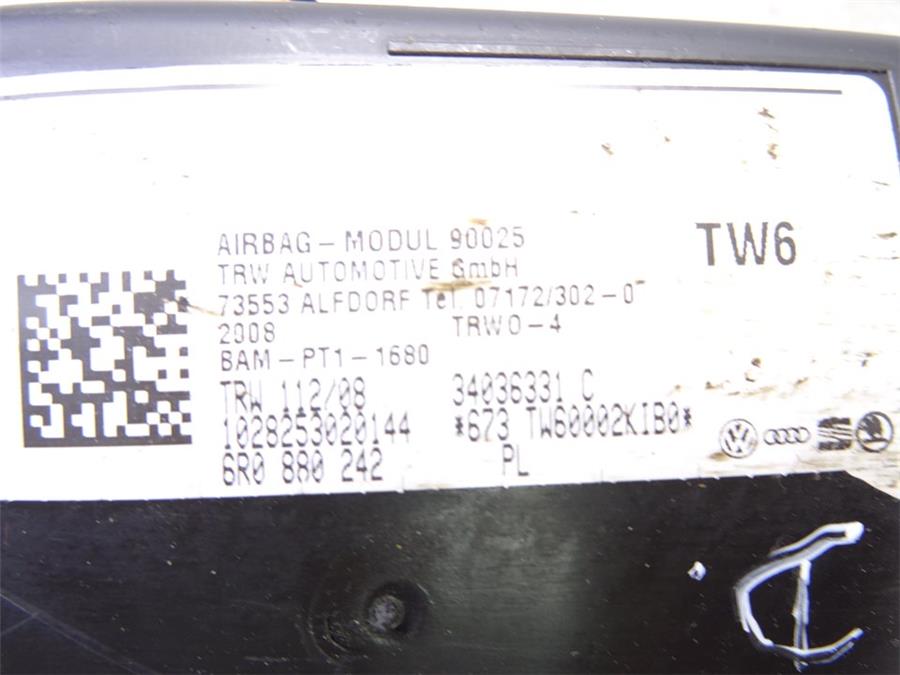 AIRBAG-MODUL 90025
TW6
TRW AUTOMOTIVE GmbH
73553 ALFDORF Tel. 07172/302-0
2008 TRWO-4
BAM-PT1-1680
TRW 112/08 34036331 C
1028253020144 *673 TW60002KIB0*
6R0 880 242 PL